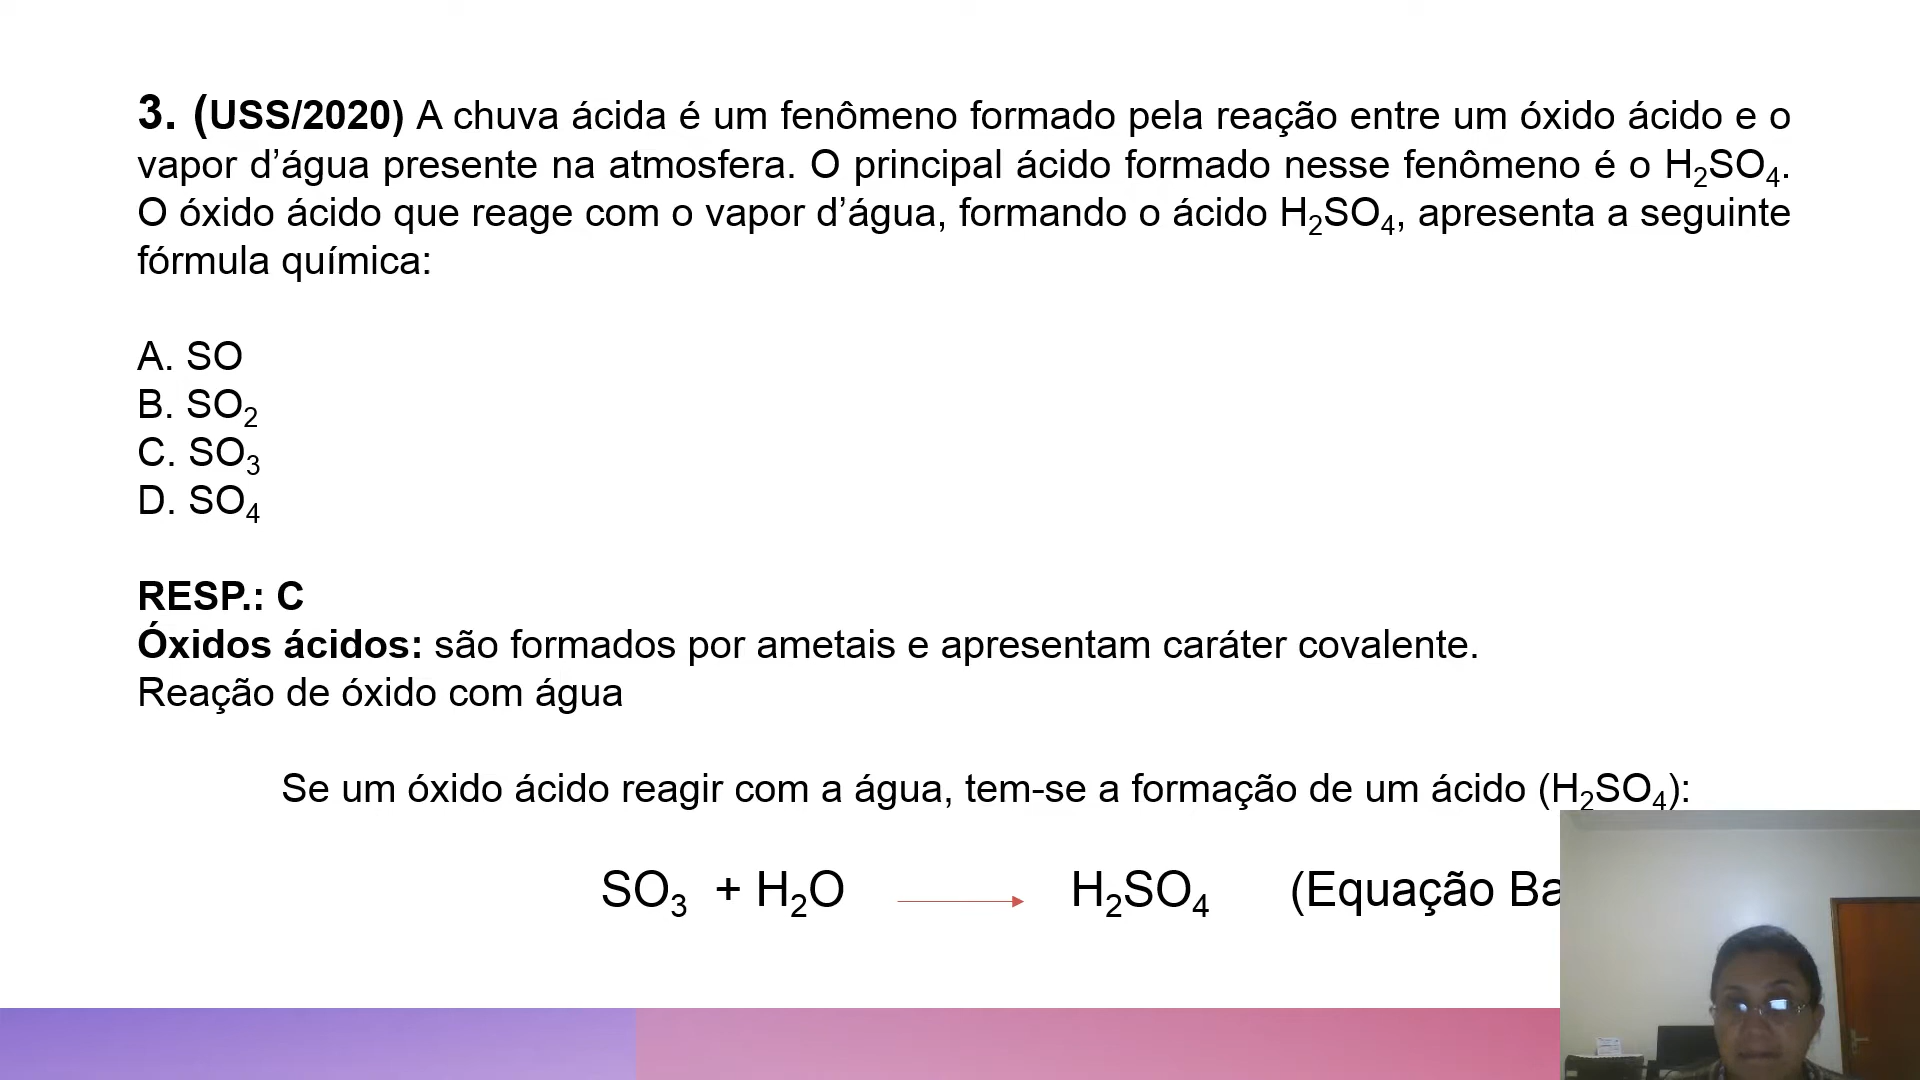 3. (USS/2020) A chuva ácida é um fenômeno formado pela reação entre um óxido ácido e o
vapor d’água presente na atmosfera. O principal ácido formado nesse fenômeno é o H₂SO₄.
O óxido ácido que reage com o vapor d’água, formando o ácido H₂SO₄, apresenta a seguinte
fórmula química:
A. SO
B. SO₂
C. SO₃
D. SO₄
RESP.: C
Óxidos ácidos: são formados por ametais e apresentam caráter covalente.
Reação de óxido com água
Se um óxido ácido reagir com a água, tem-se a formação de um ácido (H₂SO₄):
SO₃ + H₂O → H₂SO₄ (Equação Ba